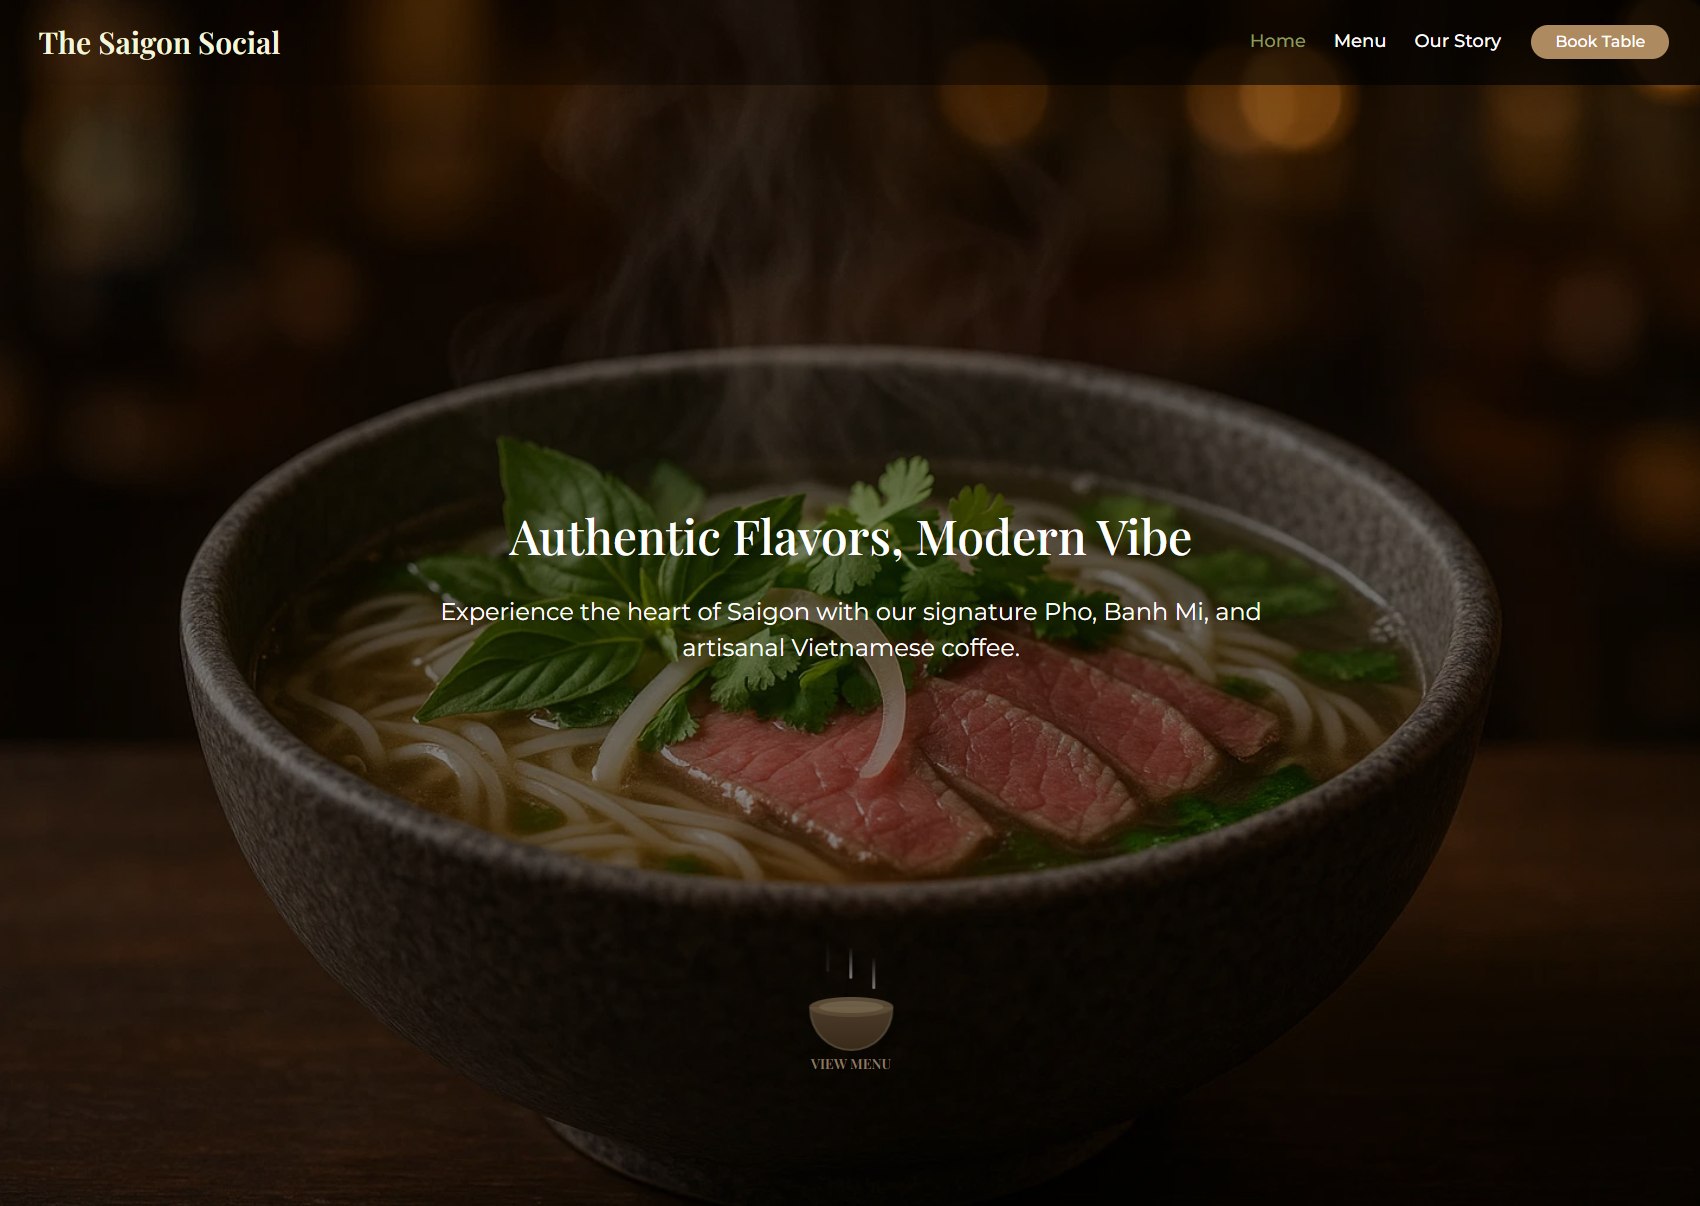 The Saigon Social
Home
Menu
Our Story
Book Table
Authentic Flavors, Modern Vibe
Experience the heart of Saigon with our signature Pho, Banh Mi, and
artisanal Vietnamese coffee.
VIEW MENU